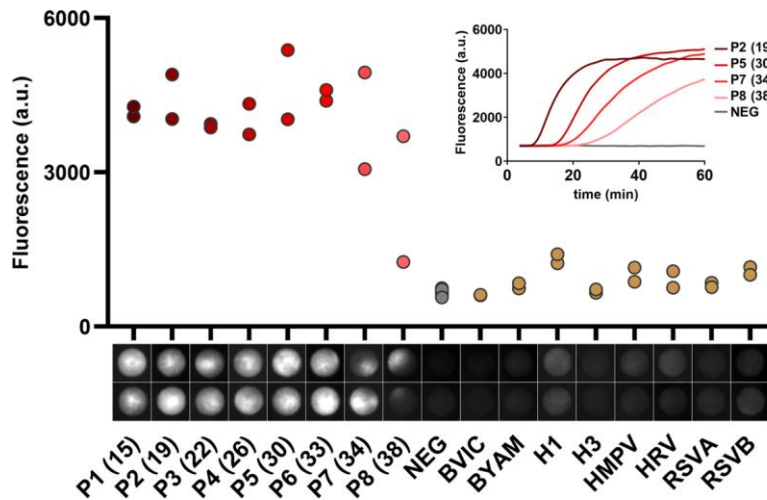 6000
3000
0
Fluorescence (a.u.)
6000
4000
2000
0
Fluorescence (a.u.)
0
20
40
60
time (min)
P2 (19
P5 (30
P7 (34
P8 (38
NEG
P1 (15)
P2 (19)
P3 (22)
P4 (26)
P5 (30)
P6 (33)
P7 (34)
P8 (38)
NEG
BVIC
BYAM
H1
H3
HMPV
HRV
RSVA
RSVB